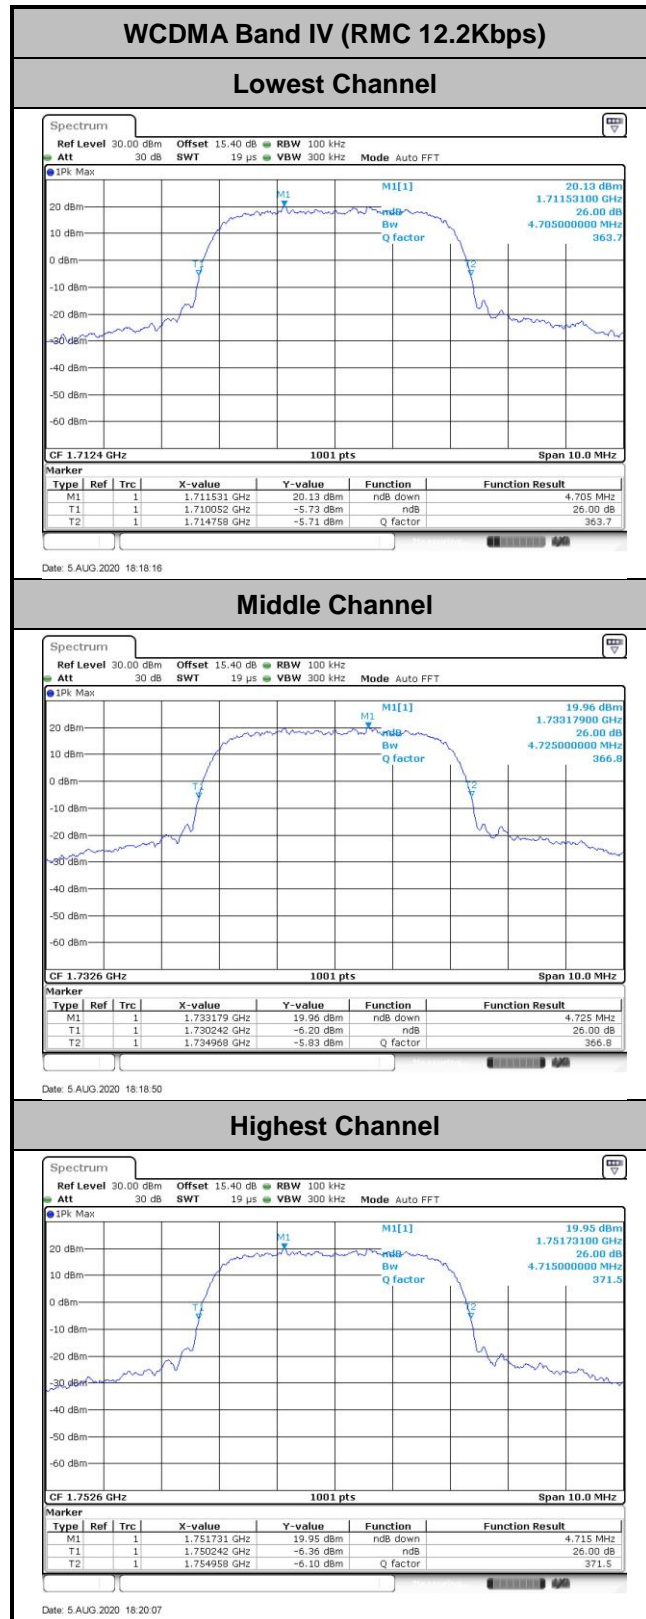 WCDMA Band IV (RMC 12.2Kbps)
Lowest Channel
Spectrum
Ref Level 30.00 dBm Offset 15.40 dB RBW 100 kHz
Att 30 dB SWT 19 µs VBW 300 kHz Mode Auto FFT
1Pk Max
M1[1] 20.13 dBm
1.71153100 GHz
ndB 26.00 dB
Bw 4.705000000 MHz
Q factor 363.7
M1
20 dBm
10 dBm
0 dBm
T1 T2
-10 dBm
-20 dBm
-30 dBm
-40 dBm
-50 dBm
-60 dBm
CF 1.7124 GHz 1001 pts Span 10.0 MHz
Marker
Type Ref Trc X-value Y-value Function Function Result
M1 1 1.711531 GHz 20.13 dBm ndB down 4.705 MHz
T1 1 1.710052 GHz -5.73 dBm ndB 26.00 dB
T2 1 1.714758 GHz -5.71 dBm Q factor 363.7
Date: 5.AUG.2020 18:18:16
Middle Channel
Spectrum
Ref Level 30.00 dBm Offset 15.40 dB RBW 100 kHz
Att 30 dB SWT 19 µs VBW 300 kHz Mode Auto FFT
1Pk Max
M1[1] 19.96 dBm
1.73317900 GHz
ndB 26.00 dB
Bw 4.725000000 MHz
Q factor 366.8
M1
20 dBm
10 dBm
0 dBm
T1 T2
-10 dBm
-20 dBm
-30 dBm
-40 dBm
-50 dBm
-60 dBm
CF 1.7326 GHz 1001 pts Span 10.0 MHz
Marker
Type Ref Trc X-value Y-value Function Function Result
M1 1 1.733179 GHz 19.96 dBm ndB down 4.725 MHz
T1 1 1.730242 GHz -6.20 dBm ndB 26.00 dB
T2 1 1.734968 GHz -5.83 dBm Q factor 366.8
Date: 5.AUG.2020 18:18:50
Highest Channel
Spectrum
Ref Level 30.00 dBm Offset 15.40 dB RBW 100 kHz
Att 30 dB SWT 19 µs VBW 300 kHz Mode Auto FFT
1Pk Max
M1[1] 19.95 dBm
1.75173100 GHz
ndB 26.00 dB
Bw 4.715000000 MHz
Q factor 371.5
M1
20 dBm
10 dBm
0 dBm
T1 T2
-10 dBm
-20 dBm
-30 dBm
-40 dBm
-50 dBm
-60 dBm
CF 1.7526 GHz 1001 pts Span 10.0 MHz
Marker
Type Ref Trc X-value Y-value Function Function Result
M1 1 1.751731 GHz 19.95 dBm ndB down 4.715 MHz
T1 1 1.750242 GHz -6.36 dBm ndB 26.00 dB
T2 1 1.754958 GHz -6.10 dBm Q factor 371.5
Date: 5.AUG.2020 18:20:07